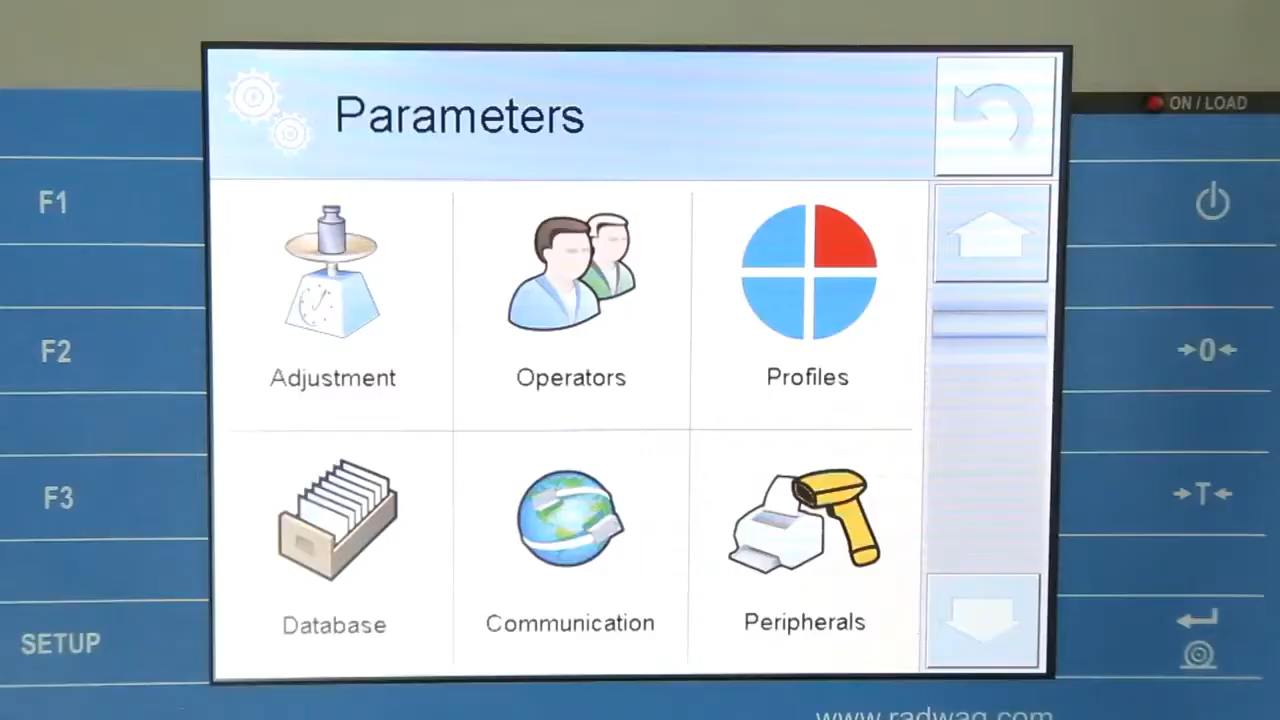 Parameters
ON / LOAD
F1
Adjustment
Operators
Profiles
F2
→0←
F3
→T←
Database
Communication
Peripherals
SETUP
www.radwag.com